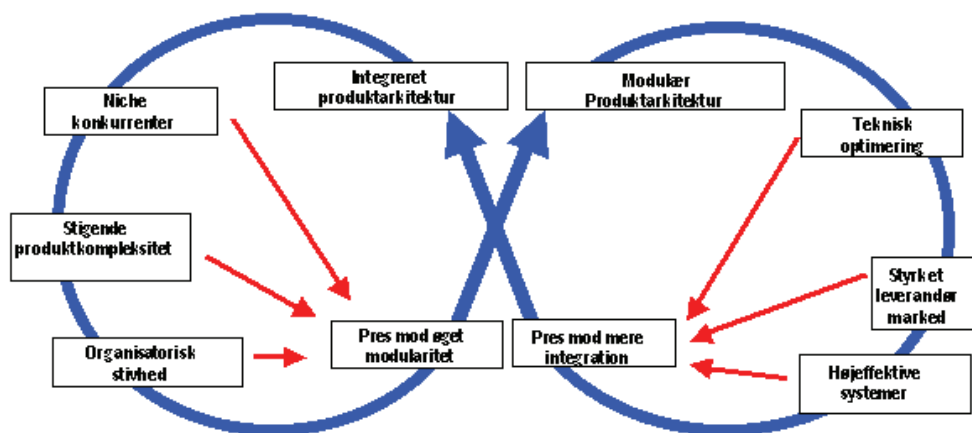 Integreret
produktarkitektur
Modulær
Produktarkitektur
Niche
konkurrenter
Teknisk
optimering
Stigende
produktkompleksitet
Styrket
leverandør
marked
Pres mod øget
modularitet
Pres mod mere
integration
Organisatorisk
stivhed
Højeffektive
systemer